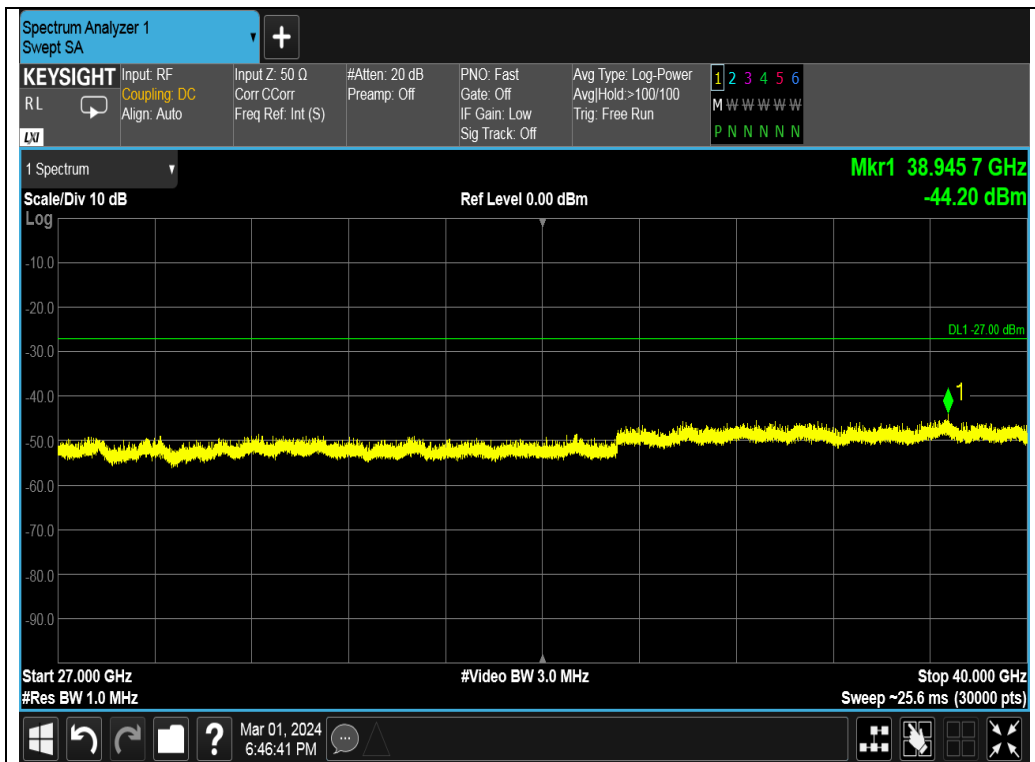 Spectrum Analyzer 1
Swept SA
+
KEYSIGHT
RL
LXI
Input: RF
Coupling: DC
Align: Auto
Input Z: 50 Ω
Corr CCorr
Freq Ref: Int (S)
#Atten: 20 dB
Preamp: Off
PNO: Fast
Gate: Off
IF Gain: Low
Sig Track: Off
Avg Type: Log-Power
Avg|Hold:>100/100
Trig: Free Run
1 2 3 4 5 6
M W W W W W
P N N N N N
1 Spectrum
Mkr1 38.945 7 GHz
-44.20 dBm
Scale/Div 10 dB
Ref Level 0.00 dBm
Log
-10.0
-20.0
DL1 -27.00 dBm
-30.0
-40.0
1
-50.0
-60.0
-70.0
-80.0
-90.0
Start 27.000 GHz
#Video BW 3.0 MHz
Stop 40.000 GHz
#Res BW 1.0 MHz
Sweep ~25.6 ms (30000 pts)
?
Mar 01, 2024
6:46:41 PM